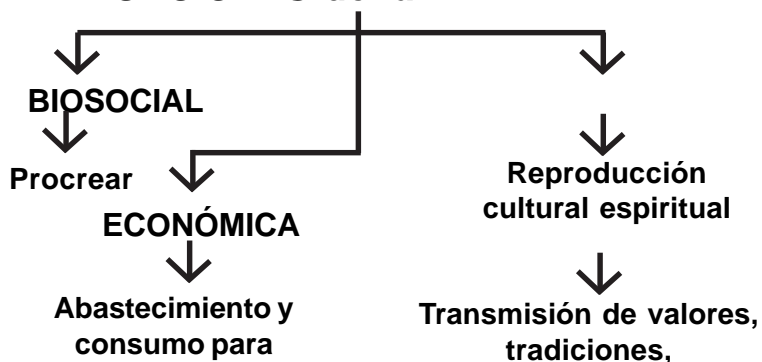 BIOSOCIAL
Procrear
ECONÓMICA
Abastecimiento y
consumo para
Reproducción
cultural espiritual
Transmisión de valores,
tradiciones,